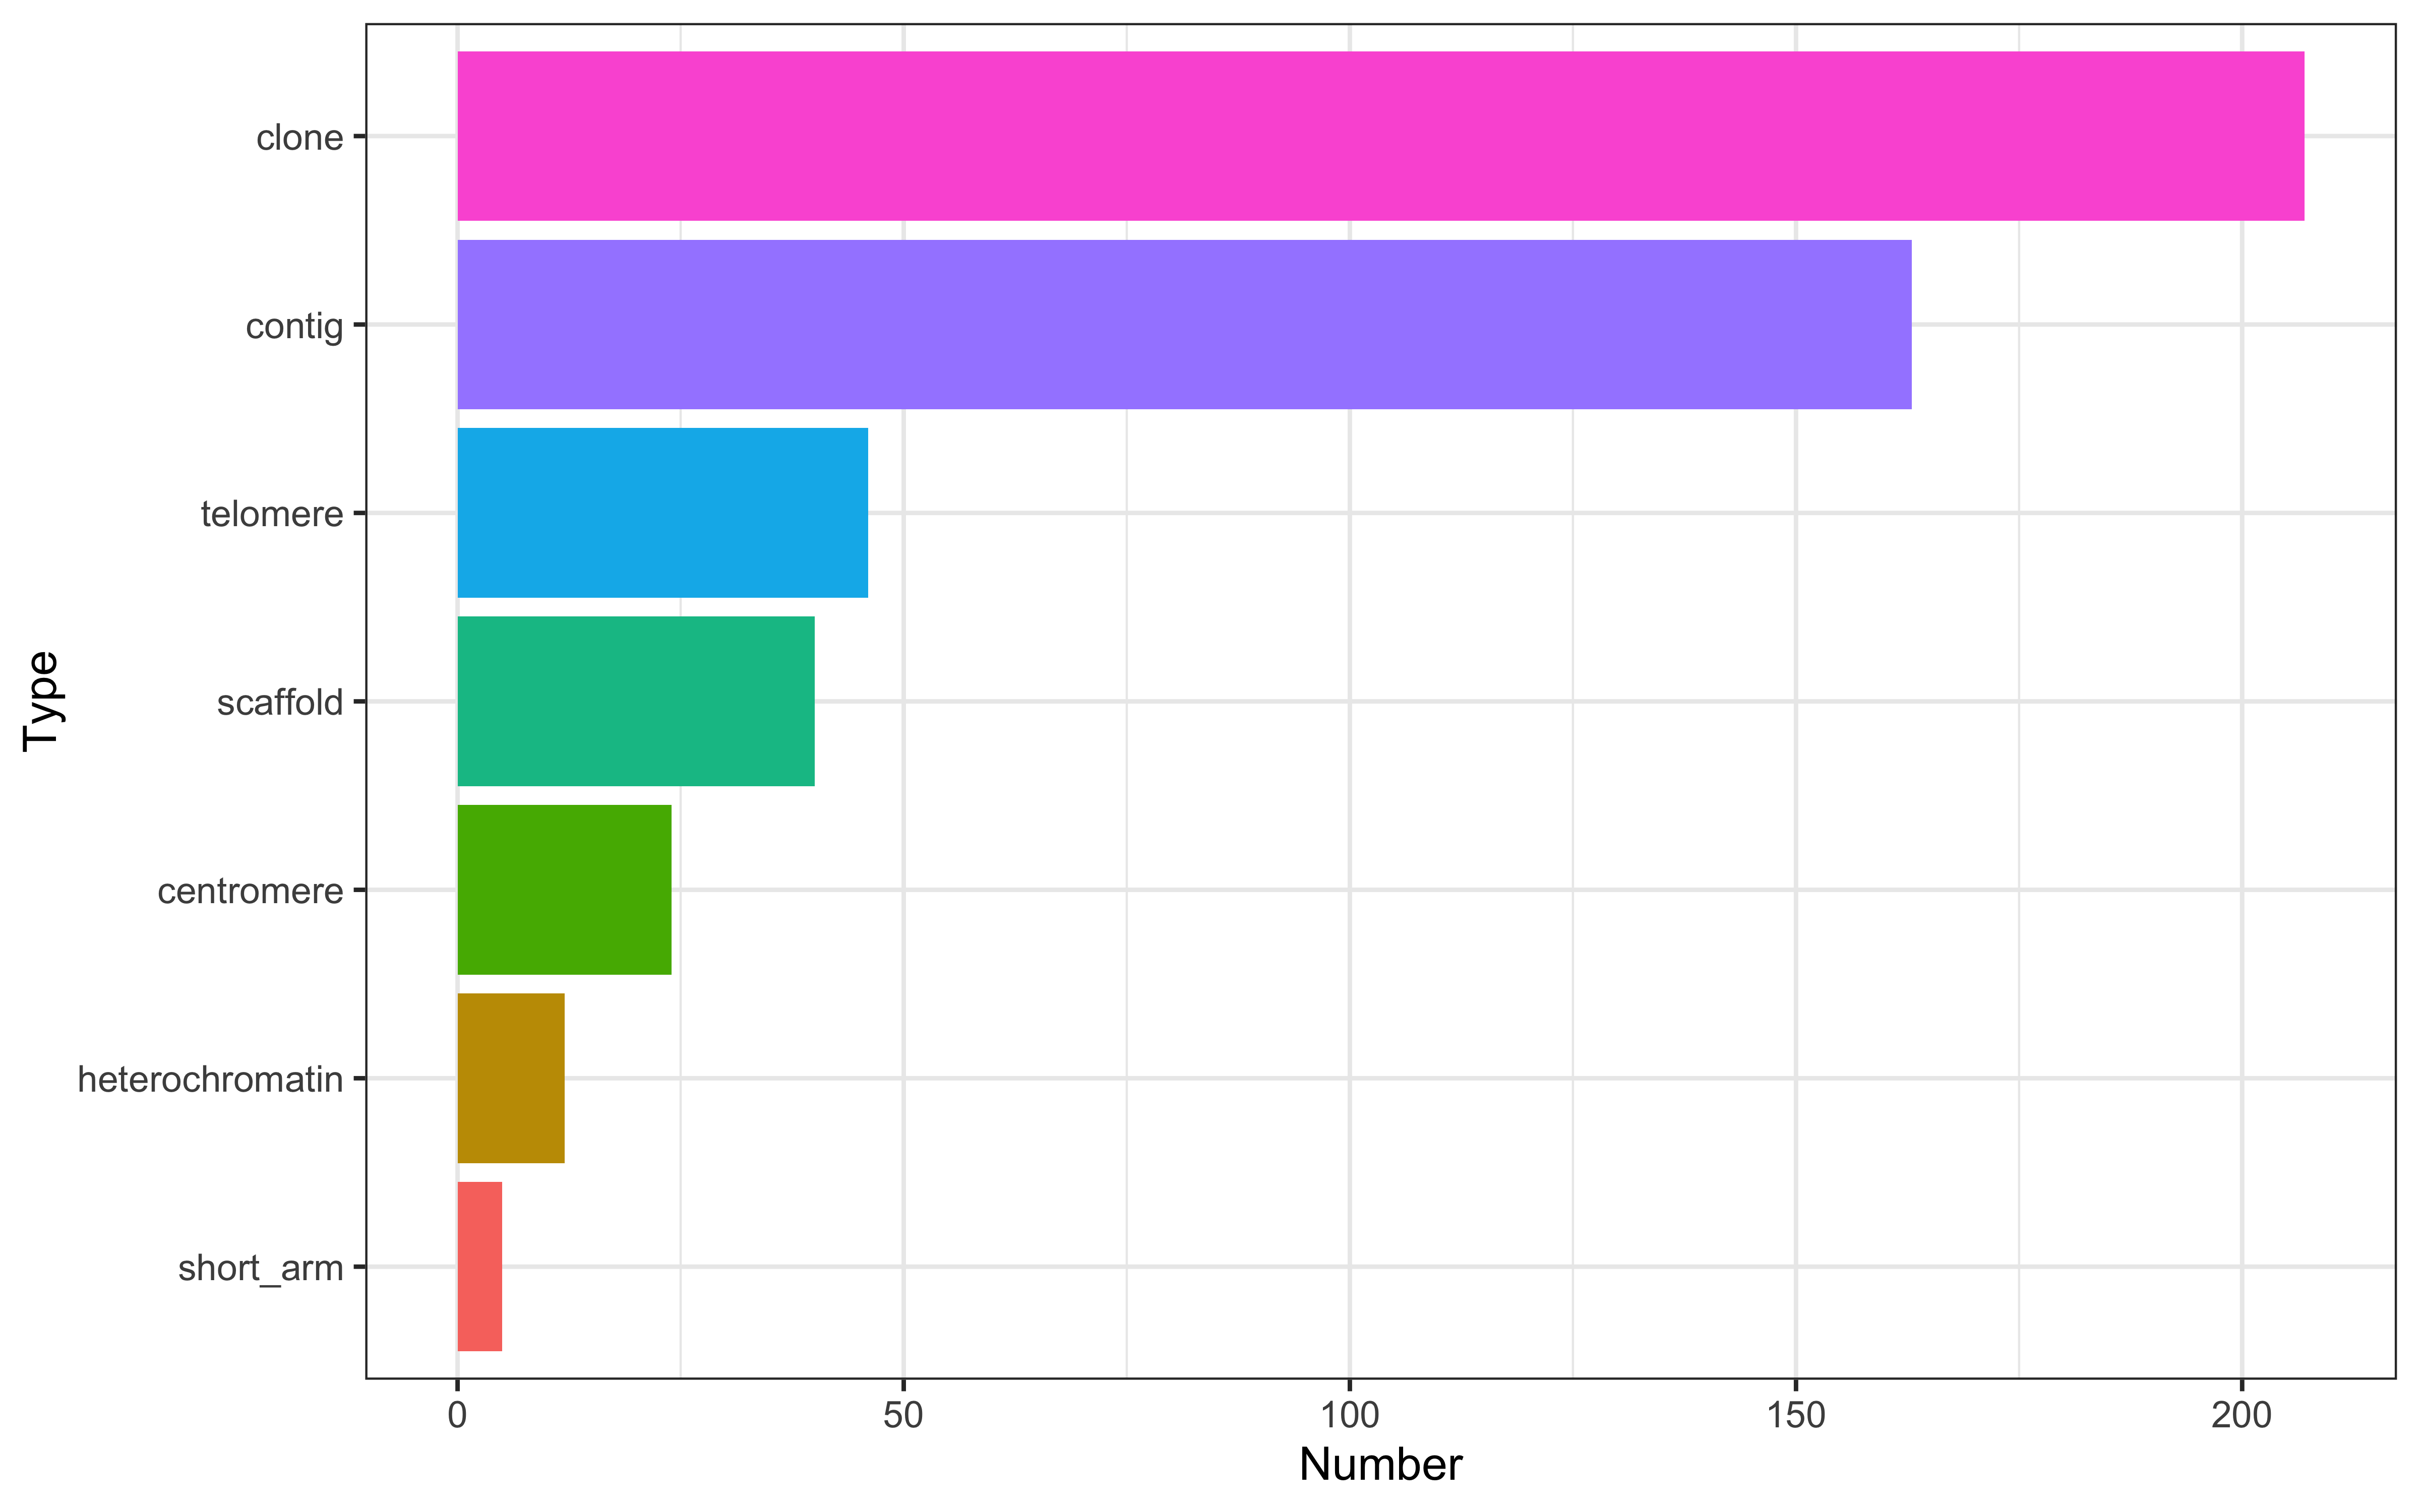 clone
contig
telomere
scaffold
centromere
heterochromatin
short_arm
Type
0 50 100 150 200
Number